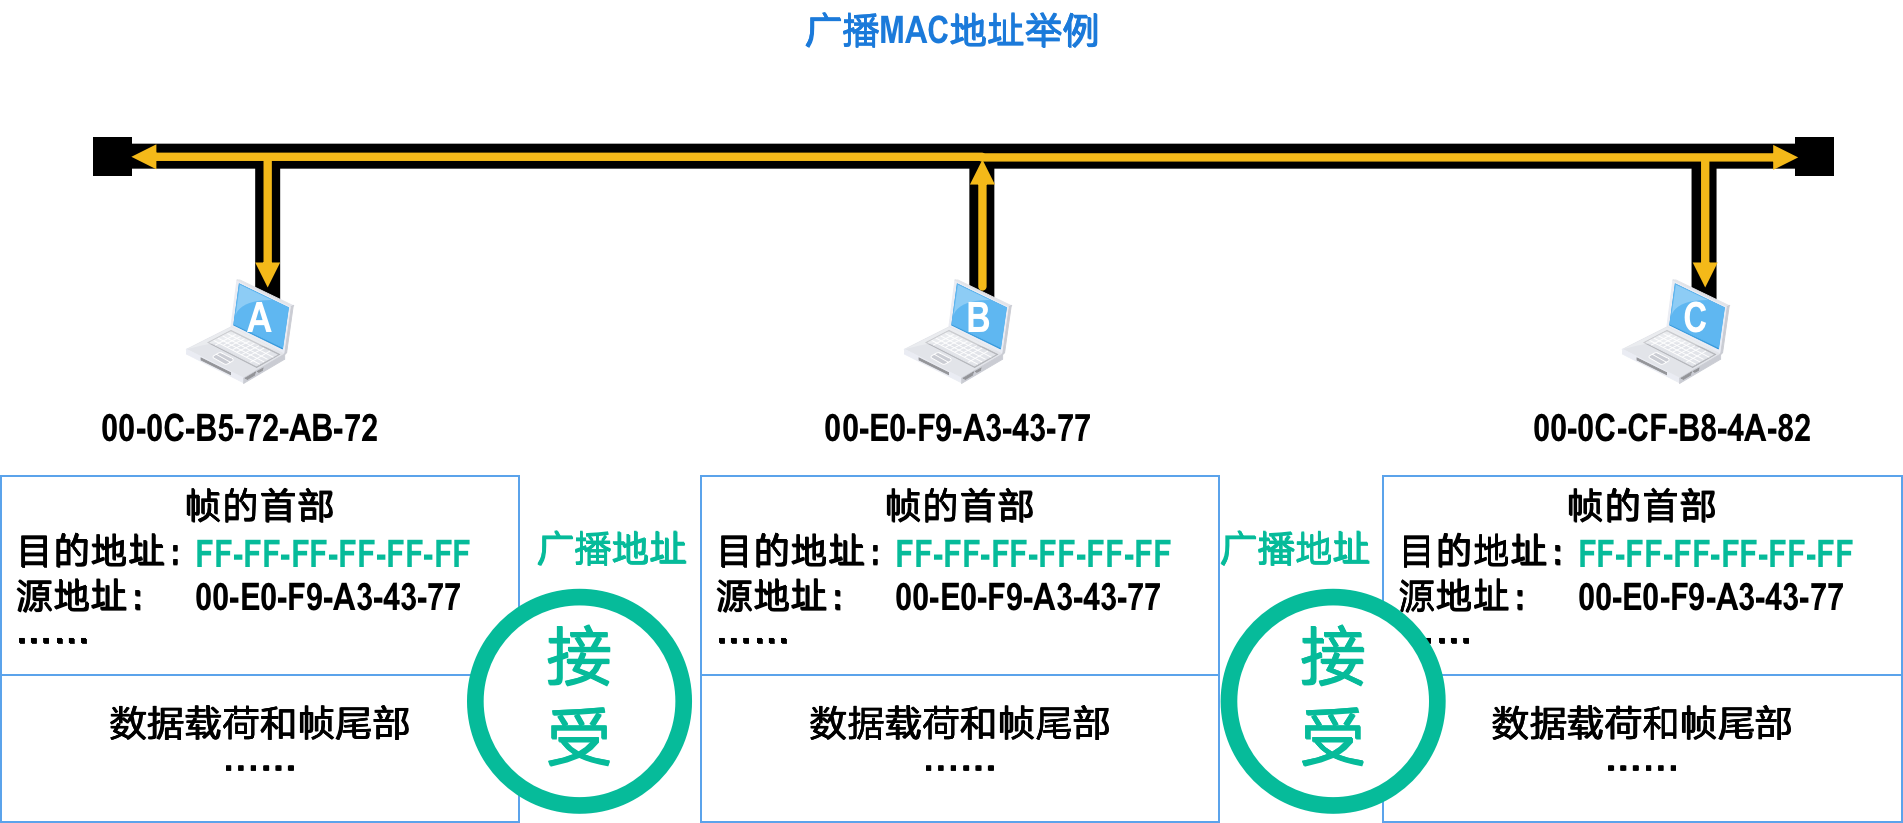 广播MAC地址举例
A
B
C
00-0C-B5-72-AB-72
00-E0-F9-A3-43-77
00-0C-CF-B8-4A-82
帧的首部
目的地址: FF-FF-FF-FF-FF-FF
源地址: 00-E0-F9-A3-43-77
……
数据载荷和帧尾部
……
广播地址
接
受
帧的首部
目的地址: FF-FF-FF-FF-FF-FF
源地址: 00-E0-F9-A3-43-77
……
数据载荷和帧尾部
……
广播地址
接
受
帧的首部
目的地址: FF-FF-FF-FF-FF-FF
源地址: 00-E0-F9-A3-43-77
……
数据载荷和帧尾部
……